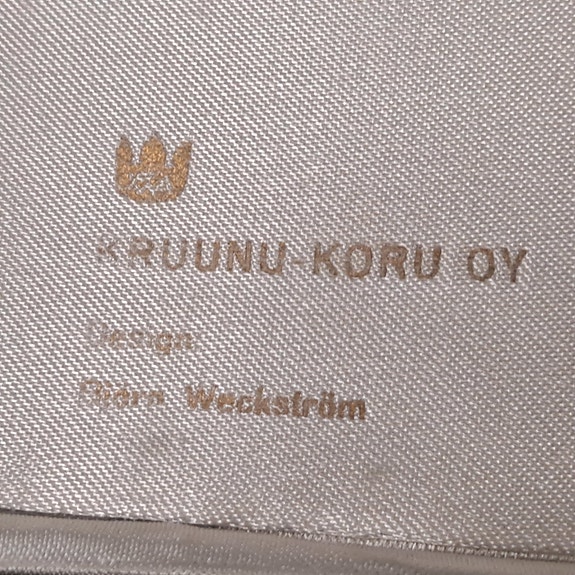 KRUUNU-KORU OY
Design
Björn Weckström